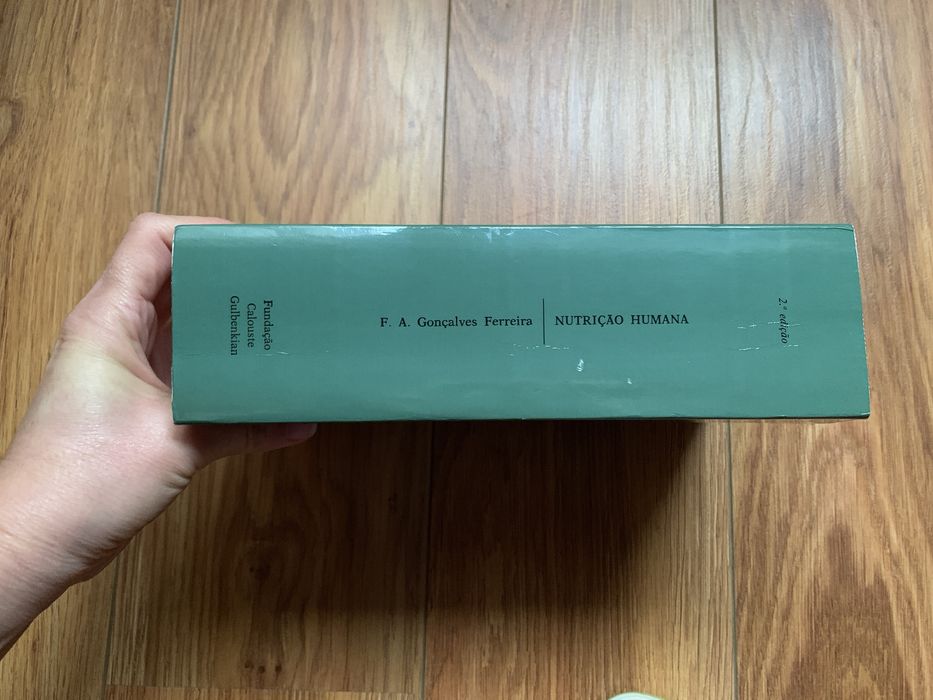 Fundação
Calouste
Gulbenkian
F. A. Gonçalves Ferreira
NUTRIÇÃO HUMANA
2.ª edição